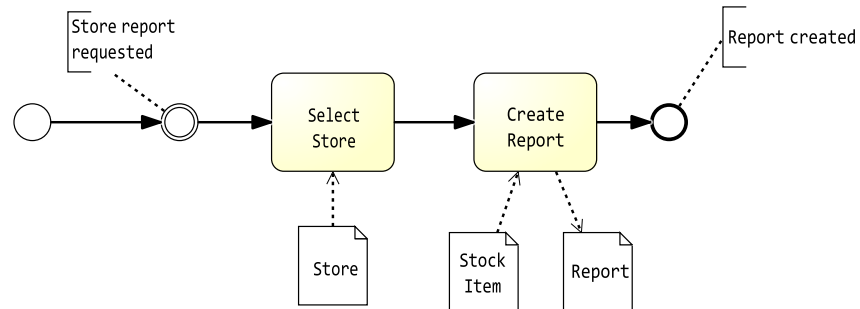 Store report
requested
Report created
Select
Store
Create
Report
Store
Stock
Item
Report